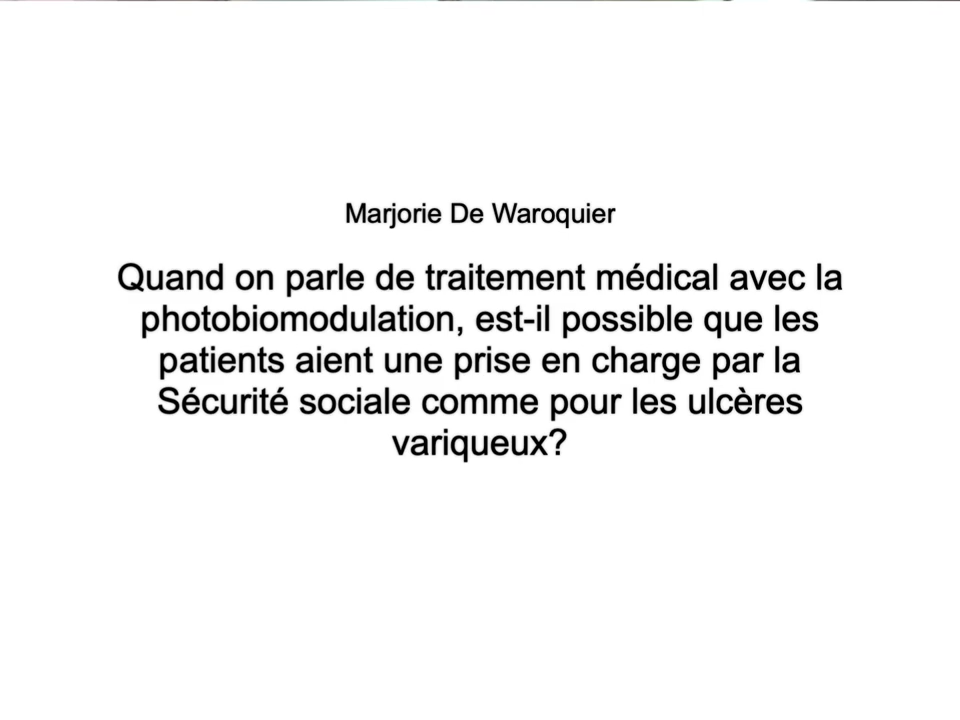 Marjorie De Waroquier
Quand on parle de traitement médical avec la
photobiomodulation, est-il possible que les
patients aient une prise en charge par la
Sécurité sociale comme pour les ulcères
variqueux?